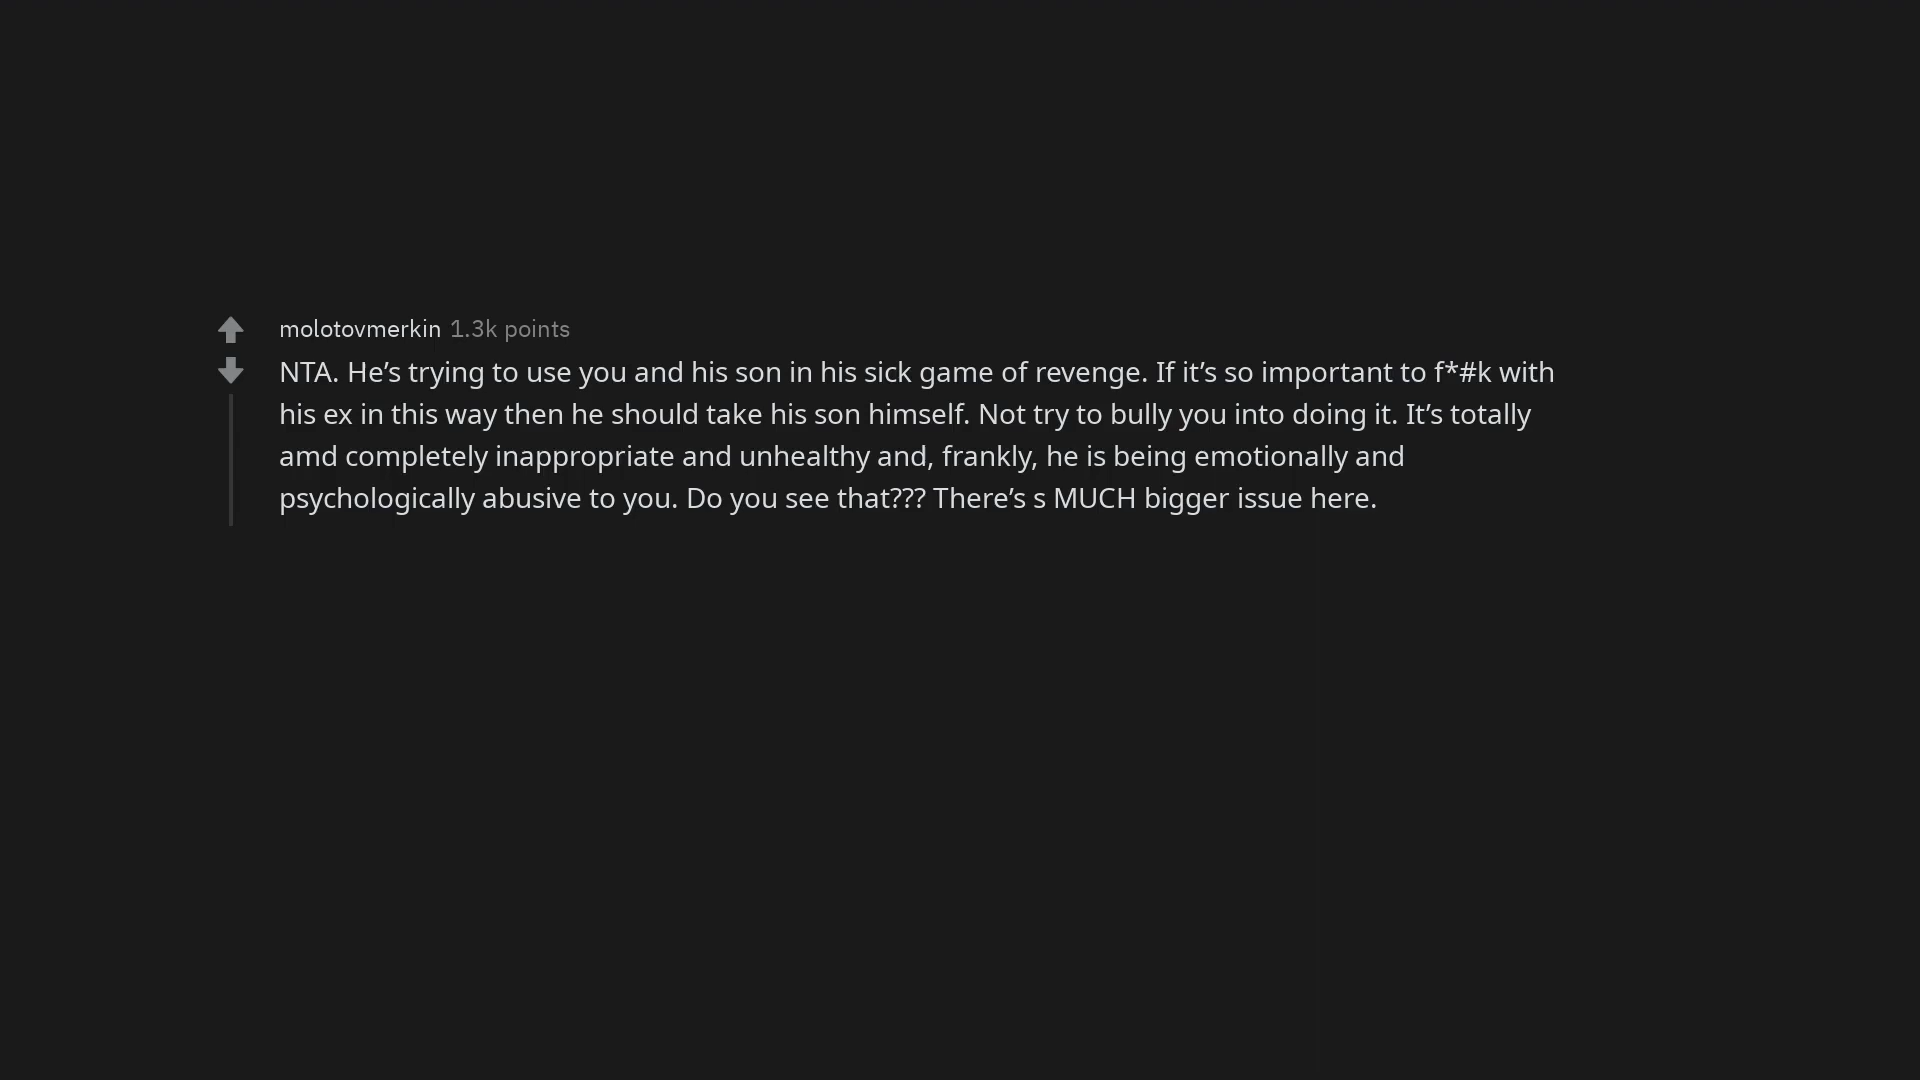 molotovmerkin 1.3k points
NTA. He’s trying to use you and his son in his sick game of revenge. If it’s so important to f*#k with
his ex in this way then he should take his son himself. Not try to bully you into doing it. It’s totally
amd completely inappropriate and unhealthy and, frankly, he is being emotionally and
psychologically abusive to you. Do you see that??? There’s s MUCH bigger issue here.